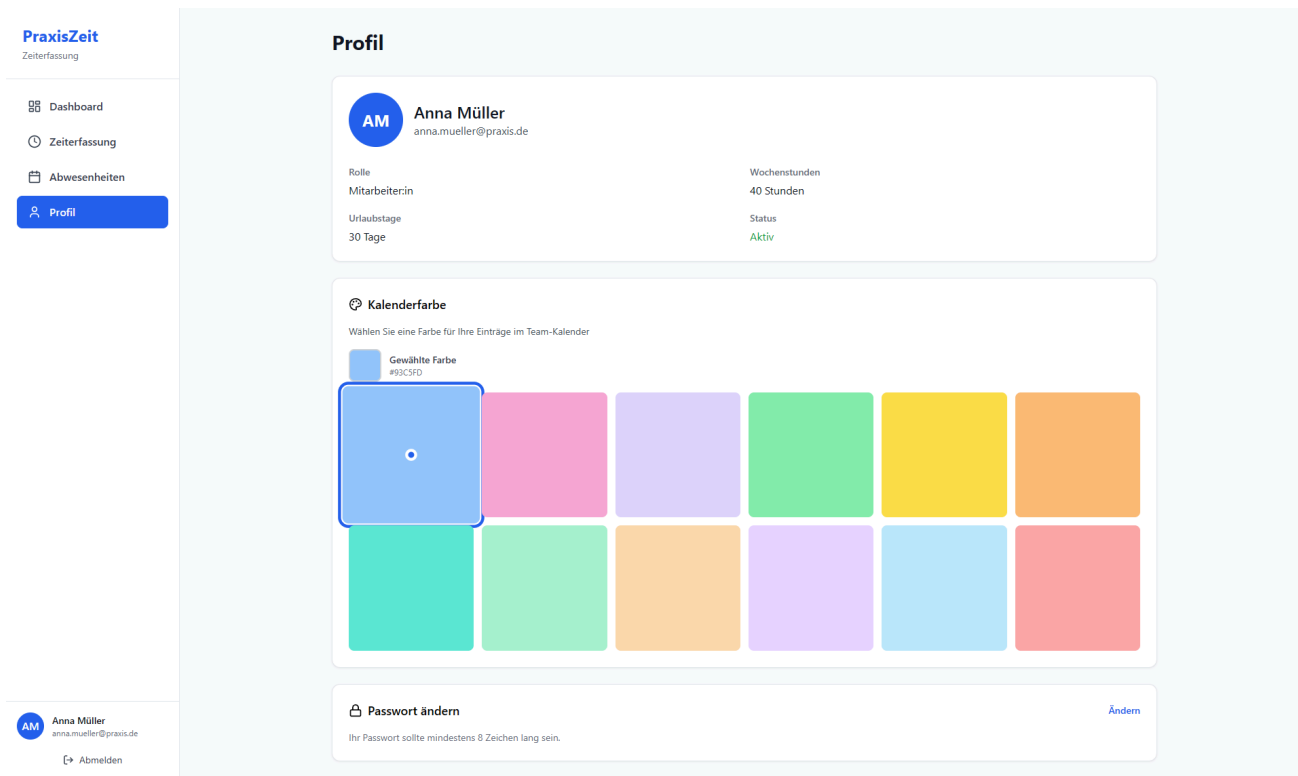 PraxisZeit
Zeiterfassung
Dashboard
Zeiterfassung
Abwesenheiten
Profil
AM
Anna Müller
anna.mueller@praxis.de
Abmelden
Profil
AM
Anna Müller
anna.mueller@praxis.de
Rolle
Mitarbeiter:in
Wochenstunden
40 Stunden
Urlaubstage
30 Tage
Status
Aktiv
Kalenderfarbe
Wählen Sie eine Farbe für Ihre Einträge im Team-Kalender
Gewählte Farbe
#93C5FD
Passwort ändern
Ändern
Ihr Passwort sollte mindestens 8 Zeichen lang sein.